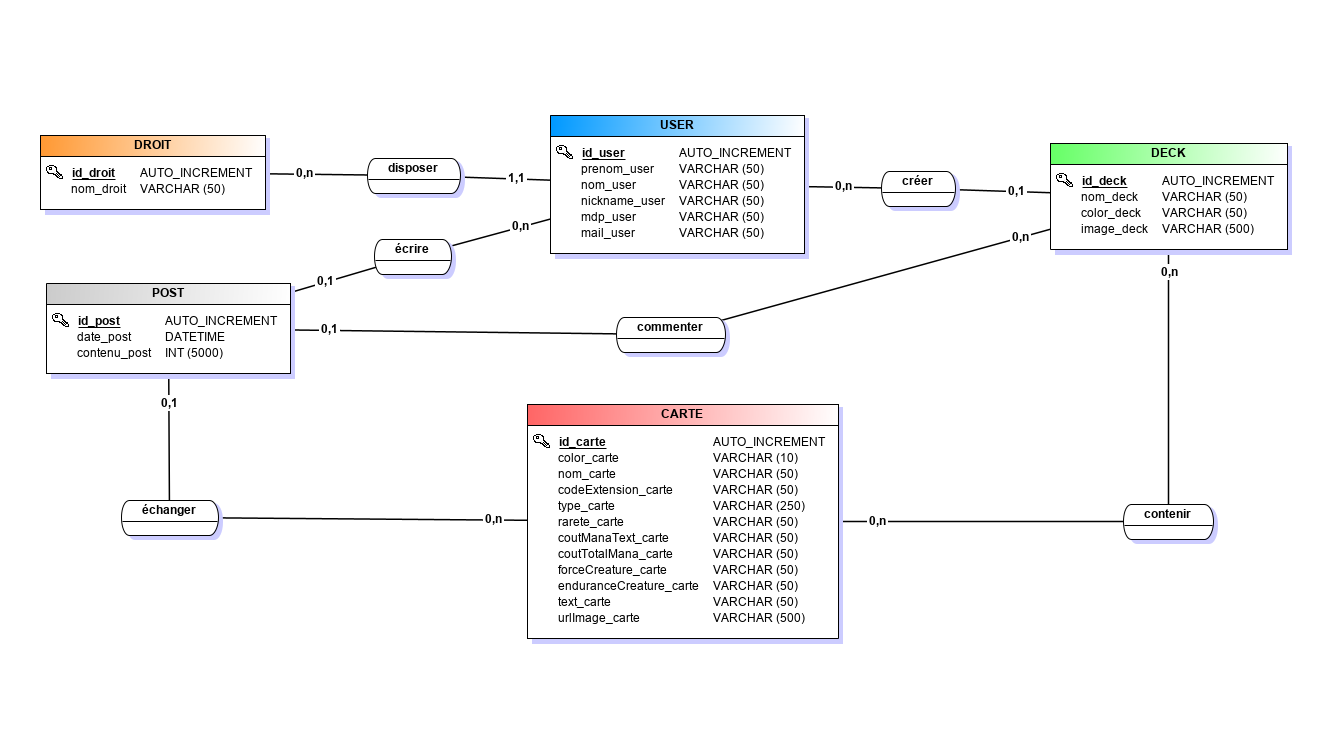 USER
id_user AUTO_INCREMENT
prenom_user VARCHAR (50)
nom_user VARCHAR (50)
nickname_user VARCHAR (50)
mdp_user VARCHAR (50)
mail_user VARCHAR (50)
DROIT
id_droit AUTO_INCREMENT
nom_droit VARCHAR (50)
0,n
disposer
1,1
0,n
créer
0,1
DECK
id_deck AUTO_INCREMENT
nom_deck VARCHAR (50)
color_deck VARCHAR (50)
image_deck VARCHAR (500)
0,n
écrire
0,1
0,n
0,n
POST
id_post AUTO_INCREMENT
date_post DATETIME
contenu_post INT (5000)
0,1
commenter
0,1
CARTE
id_carte AUTO_INCREMENT
color_carte VARCHAR (10)
nom_carte VARCHAR (50)
codeExtension_carte VARCHAR (50)
type_carte VARCHAR (250)
rarete_carte VARCHAR (50)
coutManaText_carte VARCHAR (50)
coutTotalMana_carte VARCHAR (50)
forceCreature_carte VARCHAR (50)
enduranceCreature_carte VARCHAR (50)
text_carte VARCHAR (50)
urlImage_carte VARCHAR (500)
échanger
0,n
0,n
contenir